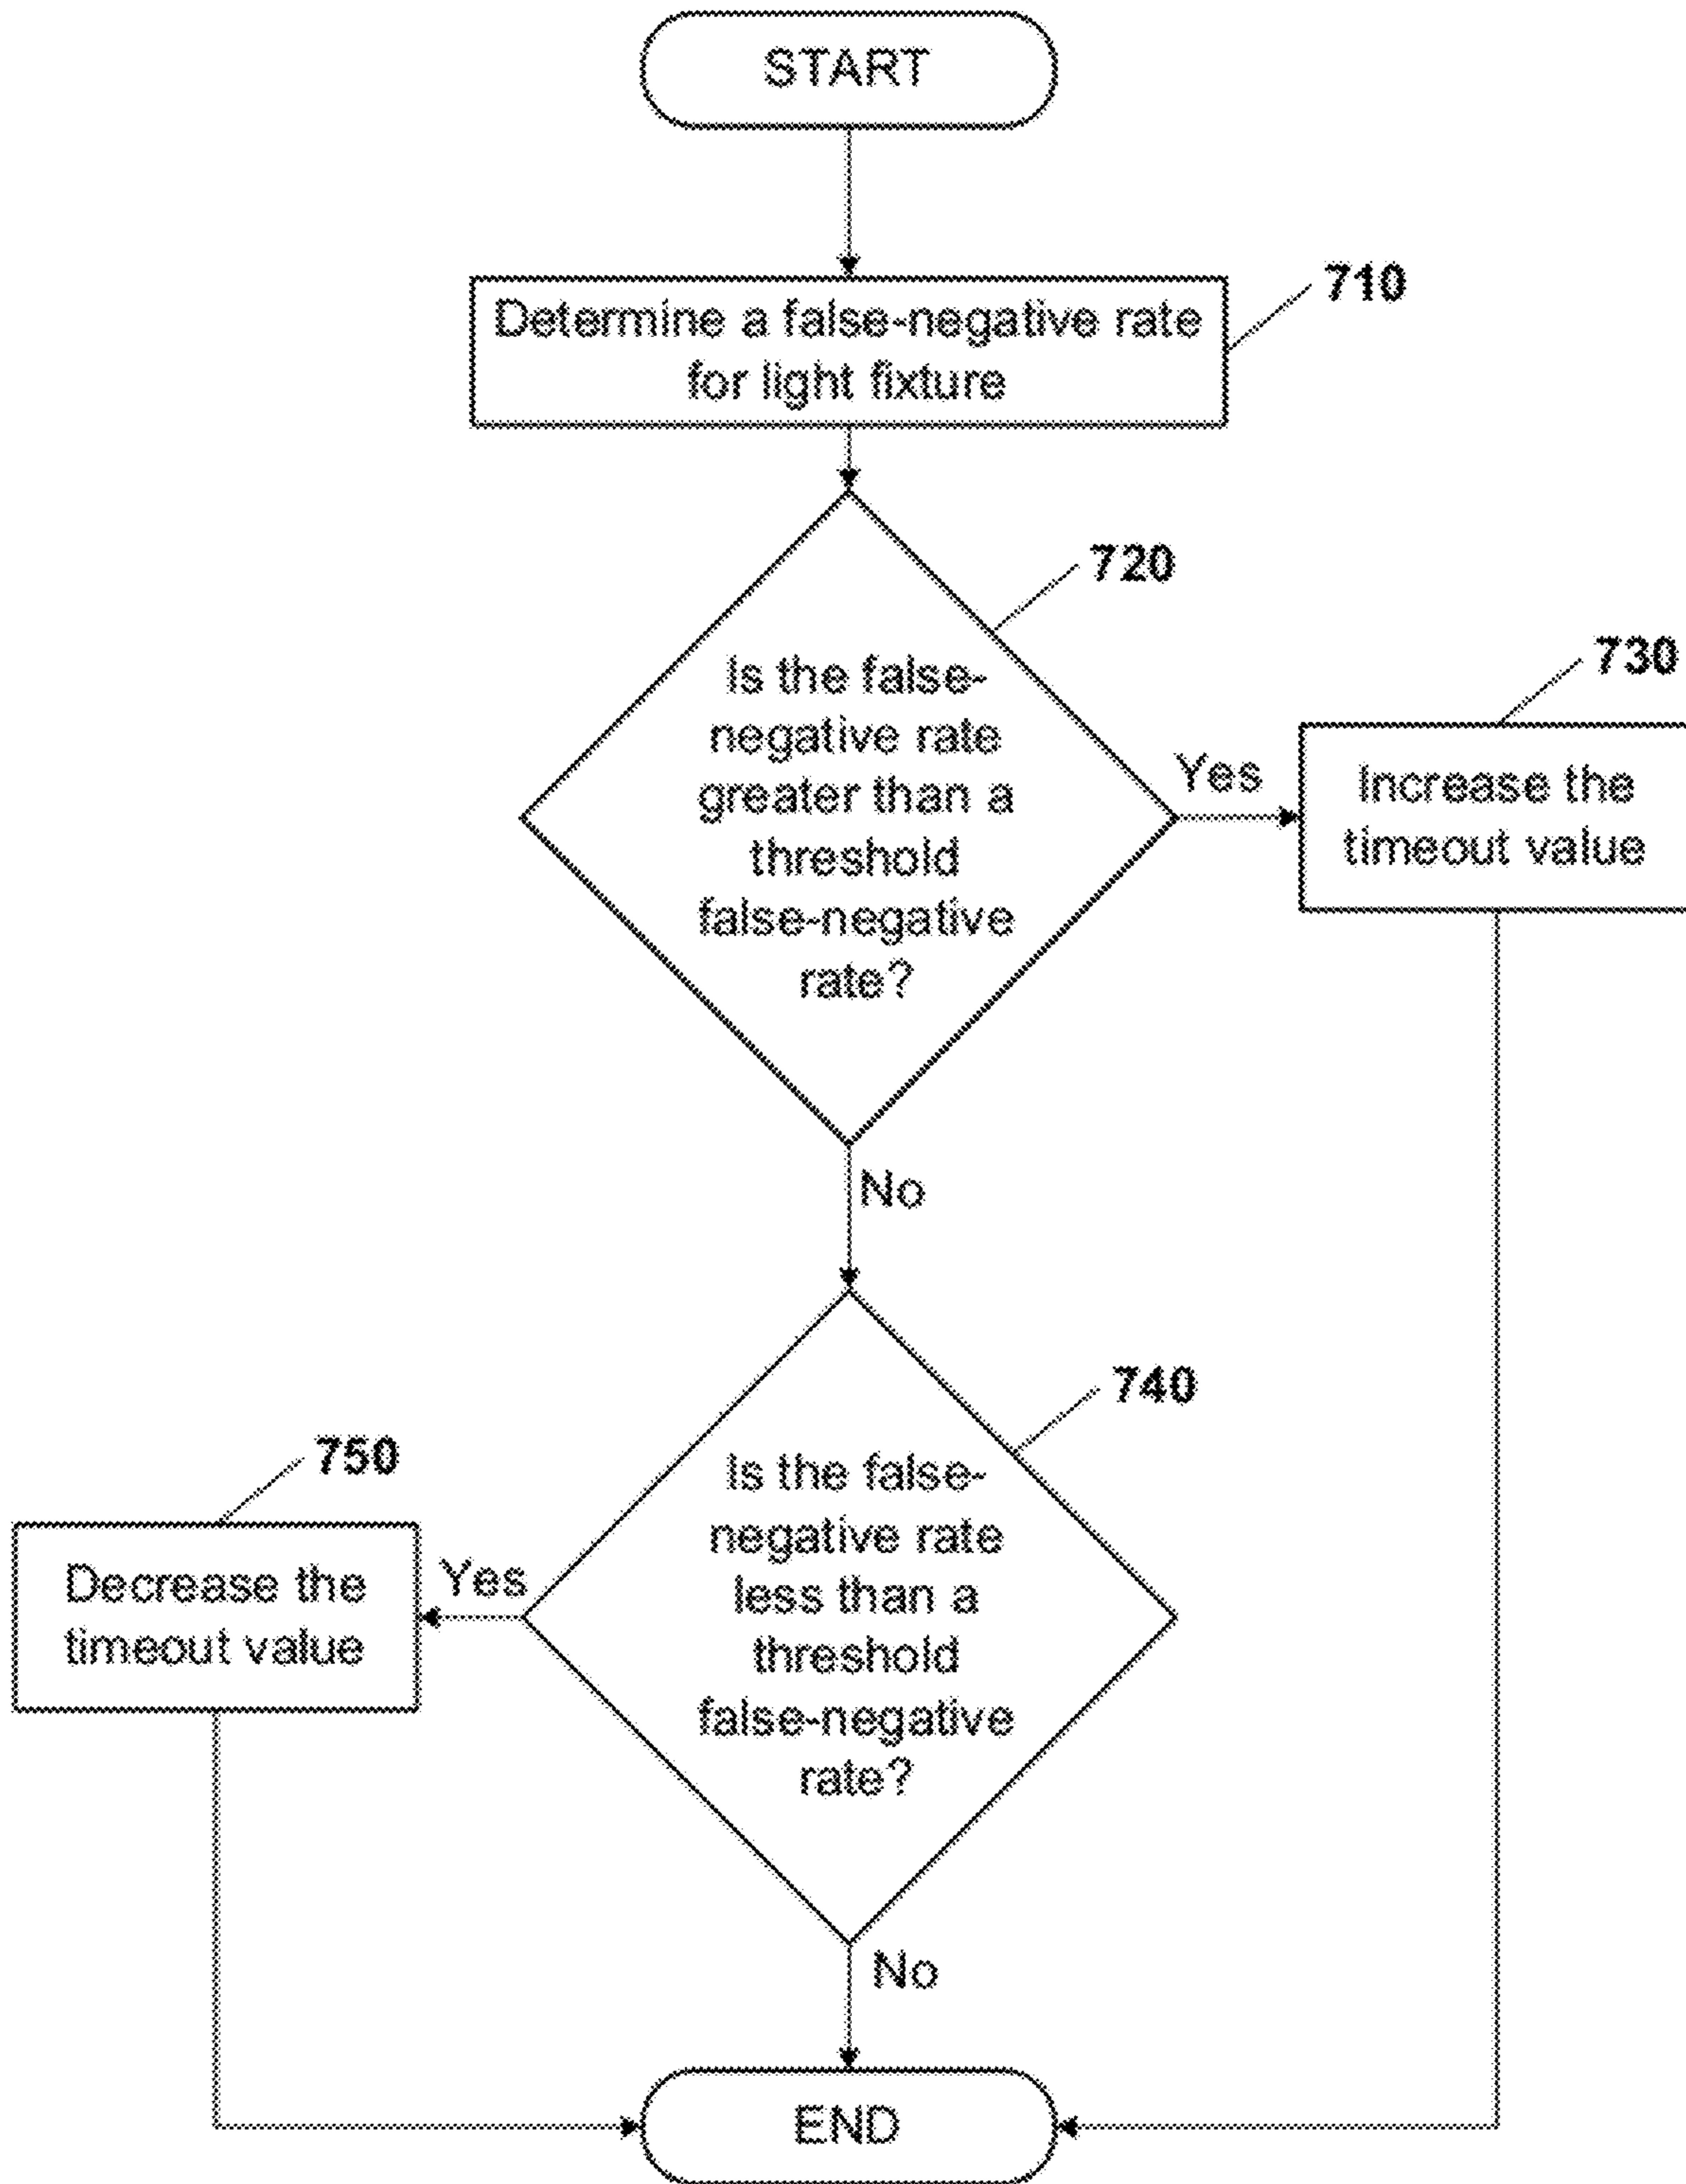 START
710
Determine a false-negative rate
for light fixture
720
Is the false-
negative rate
greater than a
threshold
false-negative
rate?
Yes
730
Increase the
timeout value
No
740
Is the false-
negative rate
less than a
threshold
false-negative
rate?
Yes
750
Decrease the
timeout value
No
END